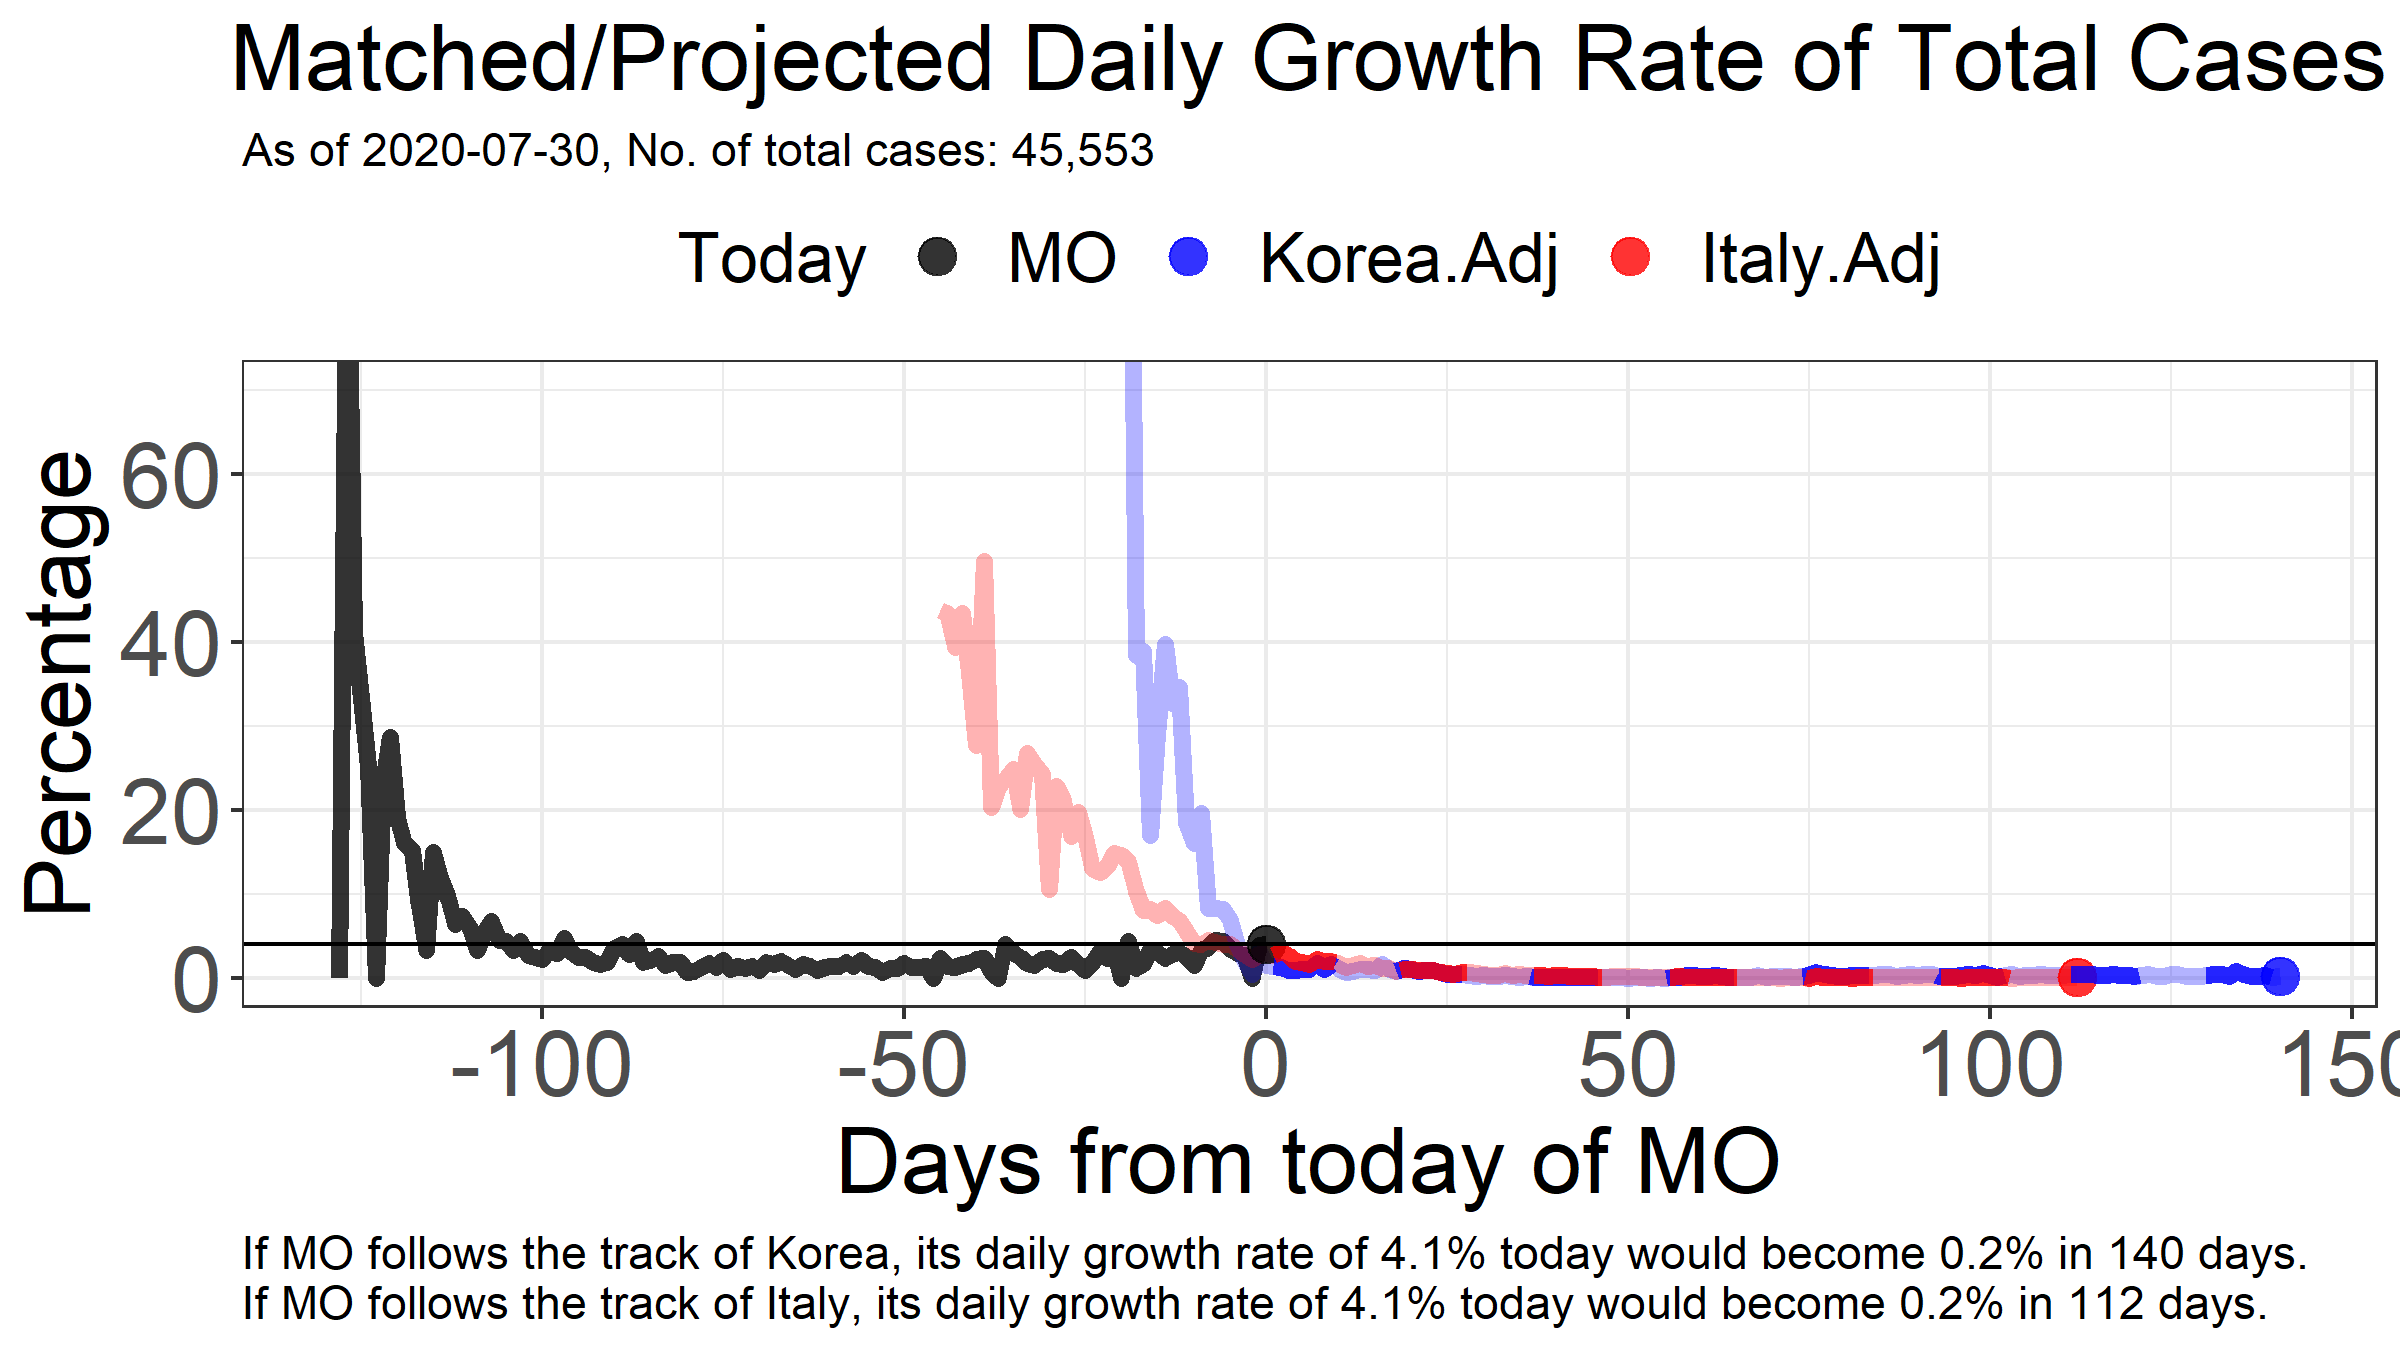 Matched/Projected Daily Growth Rate of Total Cases
As of 2020-07-30, No. of total cases: 45,553
Today MO Korea.Adj Italy.Adj
Percentage
60
40
20
0
-100 -50 0 50 100 150
Days from today of MO
If MO follows the track of Korea, its daily growth rate of 4.1% today would become 0.2% in 140 days.
If MO follows the track of Italy, its daily growth rate of 4.1% today would become 0.2% in 112 days.